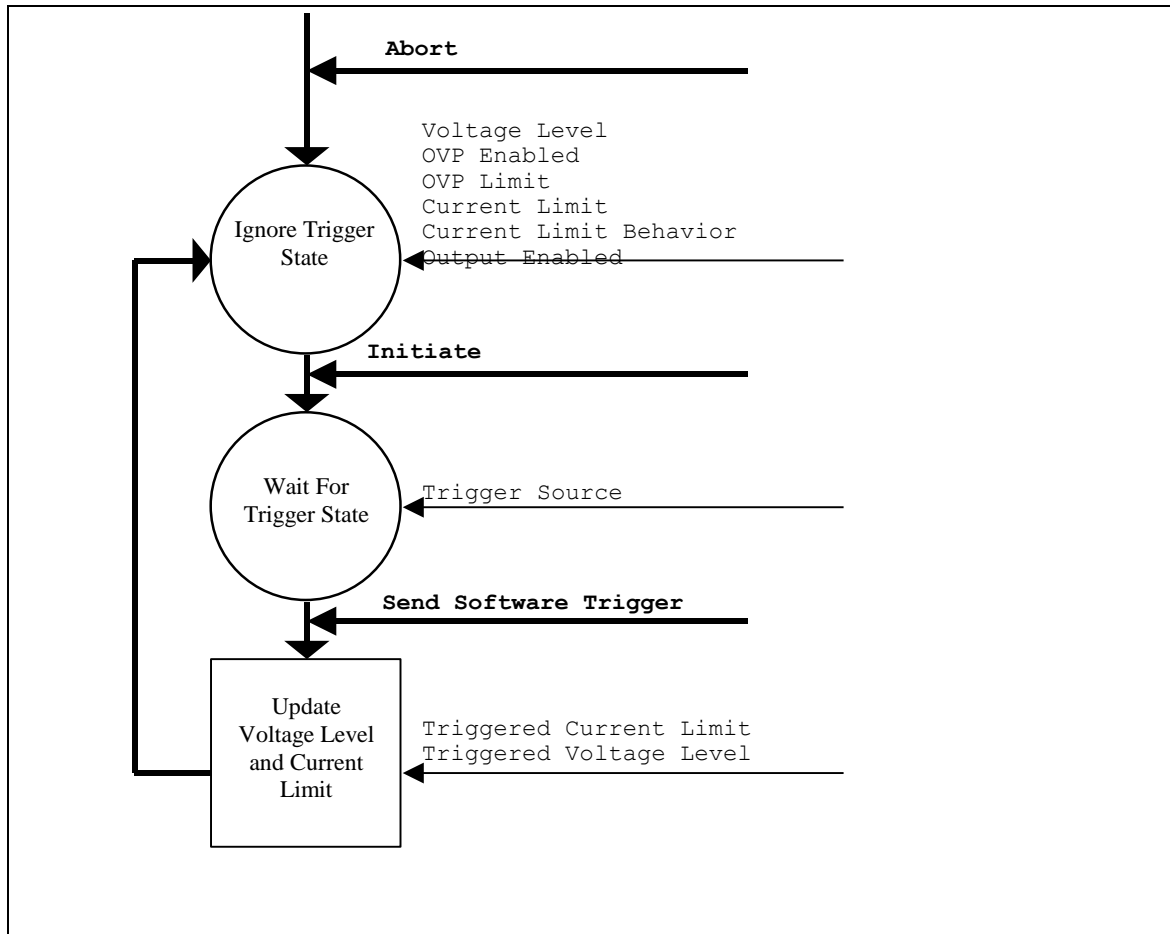 Abort
Voltage Level
OVP Enabled
OVP Limit
Current Limit
Current Limit Behavior
Output Enabled
Ignore Trigger
State
Initiate
Wait For
Trigger State
Trigger Source
Send Software Trigger
Update
Voltage Level
and Current
Limit
Triggered Current Limit
Triggered Voltage Level